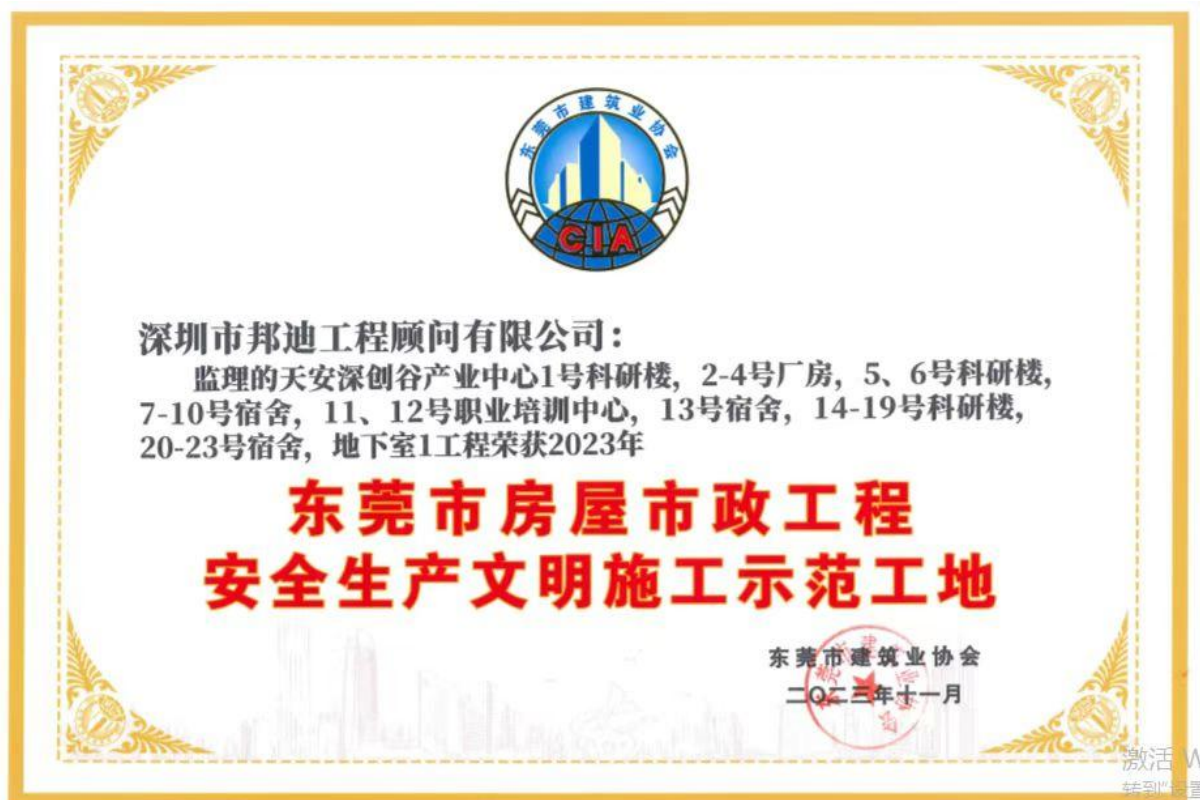 东莞市建筑业协会
CIA
深圳市邦迪工程顾问有限公司：
监理的天安深创谷产业中心1号科研楼，2-4号厂房，5、6号科研楼，
7-10号宿舍，11、12号职业培训中心，13号宿舍，14-19号科研楼，
20-23号宿舍，地下室1工程荣获2023年
东莞市房屋市政工程
安全生产文明施工示范工地
东莞市建筑业协会
二〇二三年十一月
激活 W
转到"设置